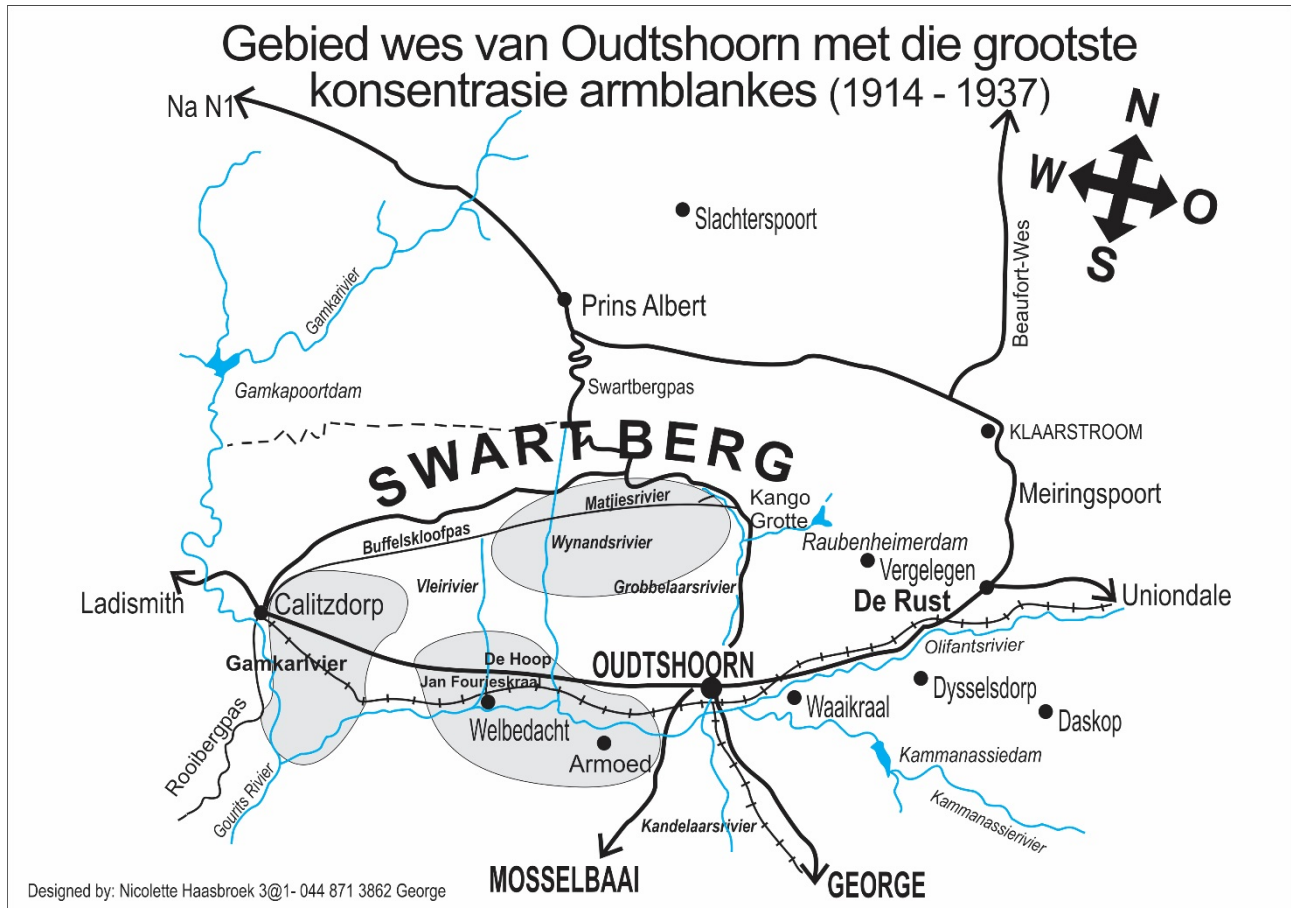 Gebied wes van Oudtshoorn met die grootste
konsentrasie armblankes (1914 - 1937)
Na N1
N
W
O
S
Slachterspoort
Beaufort-Wes
Gamkarivier
Prins Albert
Gamkapoortdam
Swartbergpas
SWARTBERG
KLAARSTROOM
Meiringspoort
Matjiesrivier
Kango
Grotte
Buffelskloofpas
Wynandsrivier
Raubenheimerdam
Vergelegen
Vleirivier
Grobbelaarsrivier
De Rust
Ladismith
Calitzdorp
Uniondale
Gamkarivier
De Hoop
OUDTSHOORN
Olifantsrivier
Jan Fourieskraal
Dysselsdorp
Waaikraal
Daskop
Welbedacht
Rooibergpas
Armoed
Kammanassiedam
Gourits Rivier
Kandelaarsrivier
Kammanassierivier
MOSSELBAAI
GEORGE
Designed by: Nicolette Haasbroek 3@1- 044 871 3862 George